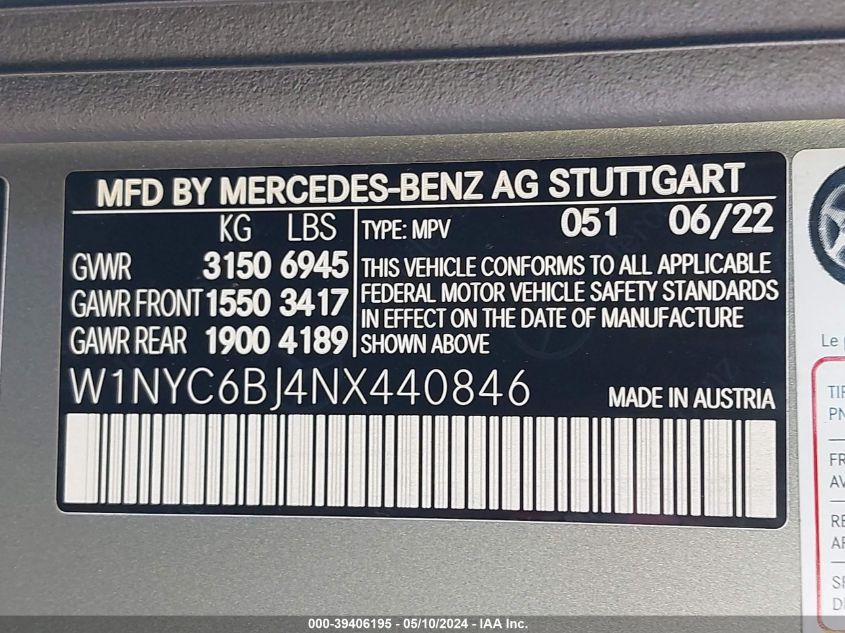 MFD BY MERCEDES-BENZ AG STUTTGART
KG LBS
GVWR 3150 6945
GAWR FRONT 1550 3417
GAWR REAR 1900 4189
TYPE: MPV 051 06/22
THIS VEHICLE CONFORMS TO ALL APPLICABLE
FEDERAL MOTOR VEHICLE SAFETY STANDARDS
IN EFFECT ON THE DATE OF MANUFACTURE
SHOWN ABOVE
W1NYC6BJ4NX440846 MADE IN AUSTRIA
Le
000-39406195 - 05/10/2024 - IAA Inc.